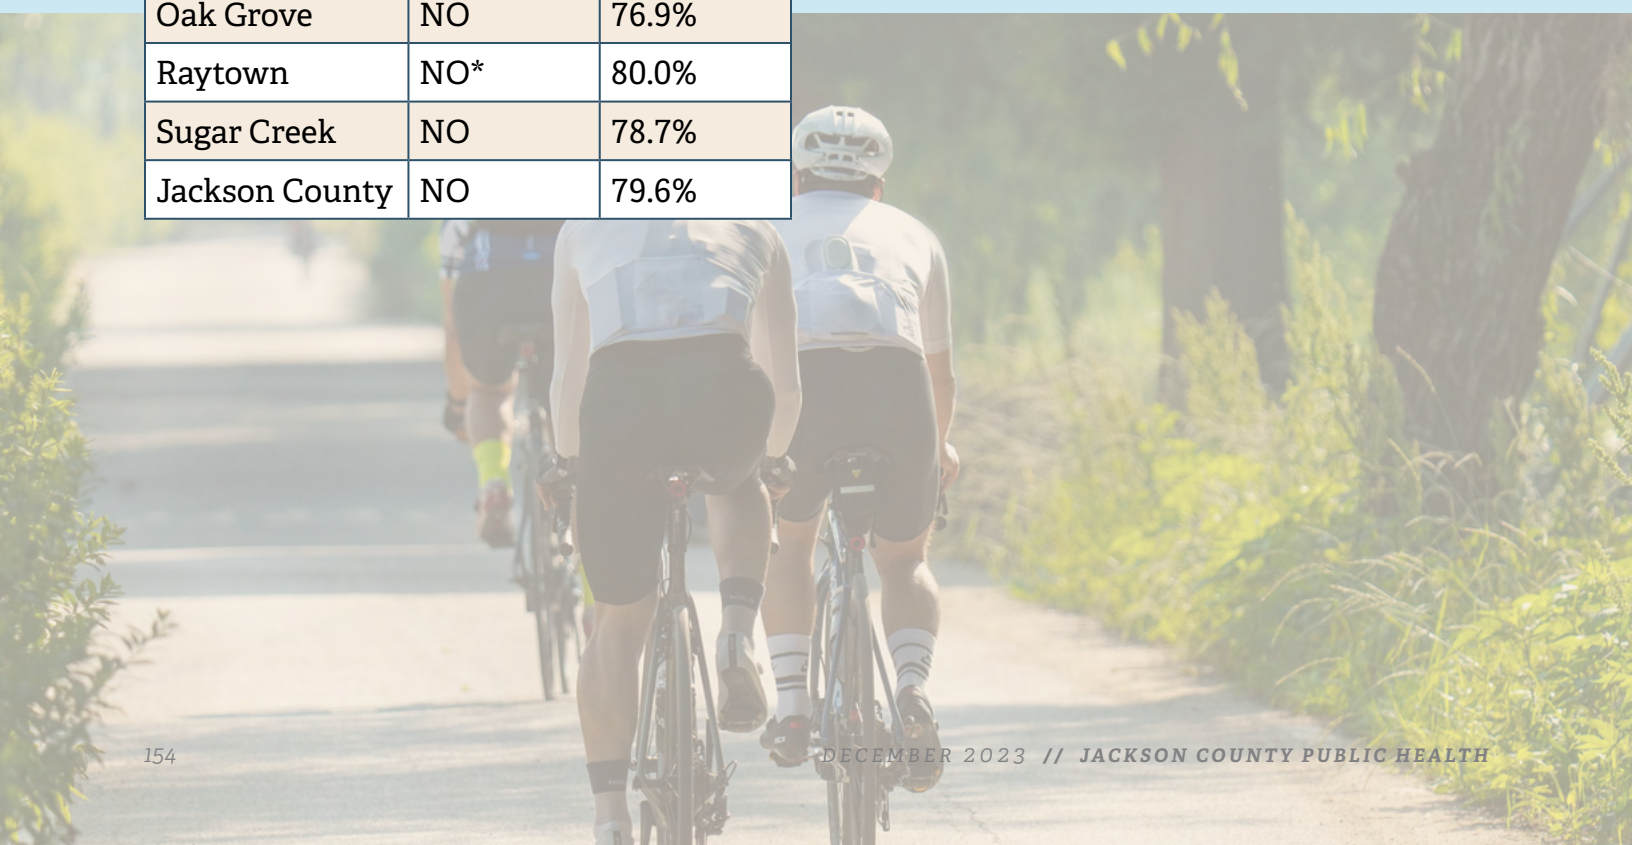 Oak Grove NO 76.9%
Raytown NO* 80.0%
Sugar Creek NO 78.7%
Jackson County NO 79.6%
154 DECEMBER 2023 // JACKSON COUNTY PUBLIC HEALTH